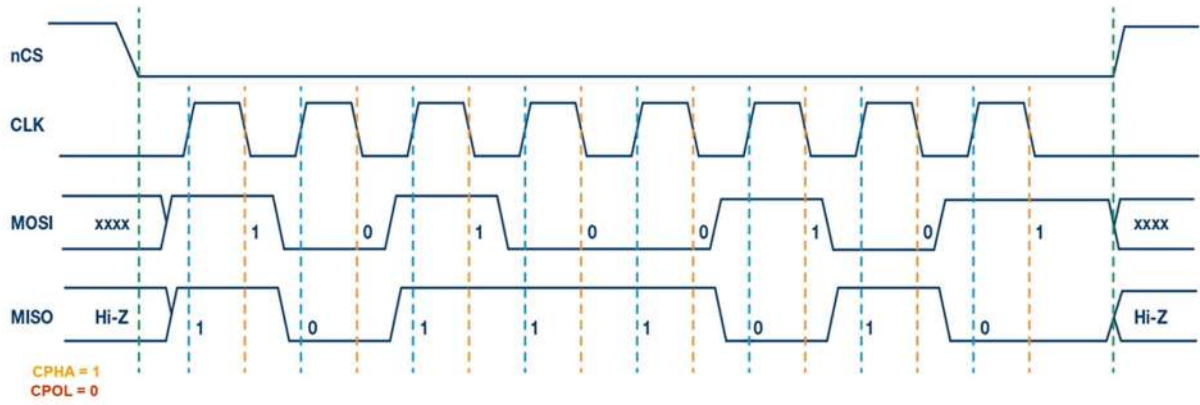 nCS
CLK
MOSI xxxx 1 0 1 0 0 1 0 1 xxxx
MISO Hi-Z 1 0 1 1 1 0 1 0 Hi-Z
CPHA = 1
CPOL = 0